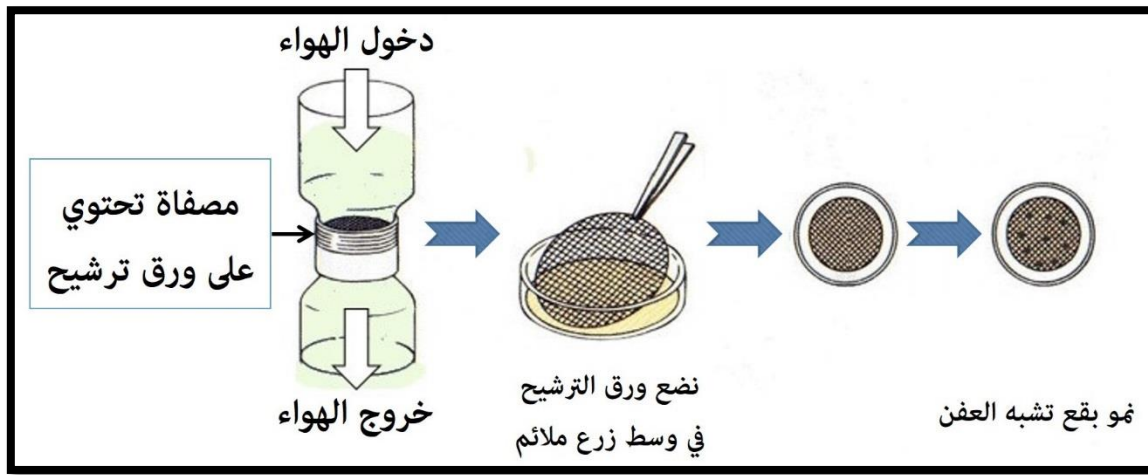 دخول الهواء
مصفاة تحتوي
على ورق ترشيح
خروج الهواء
نضع ورق الترشيح
في وسط زرع ملائم
نمو بقع تشبه العفن